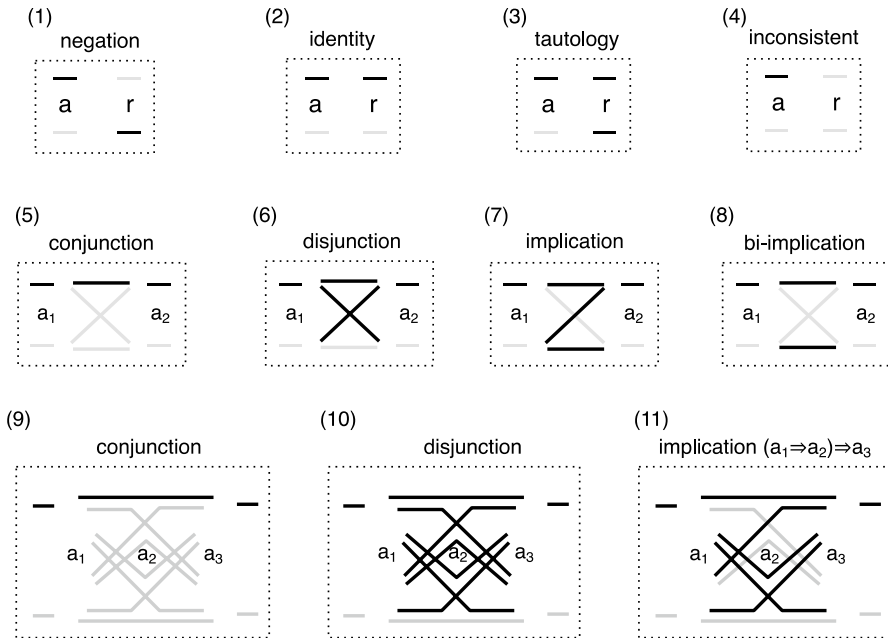 (1) (2) (3) (4)
negation identity tautology inconsistent
a r a r a r a r
(5) (6) (7) (8)
conjunction disjunction implication bi-implication
a₁ a₂ a₁ a₂ a₁ a₂ a₁ a₂
(9) (10) (11)
conjunction disjunction implication (a₁⇒a₂)⇒a₃
a₁ a₂ a₃ a₁ a₂ a₃ a₁ a₂ a₃